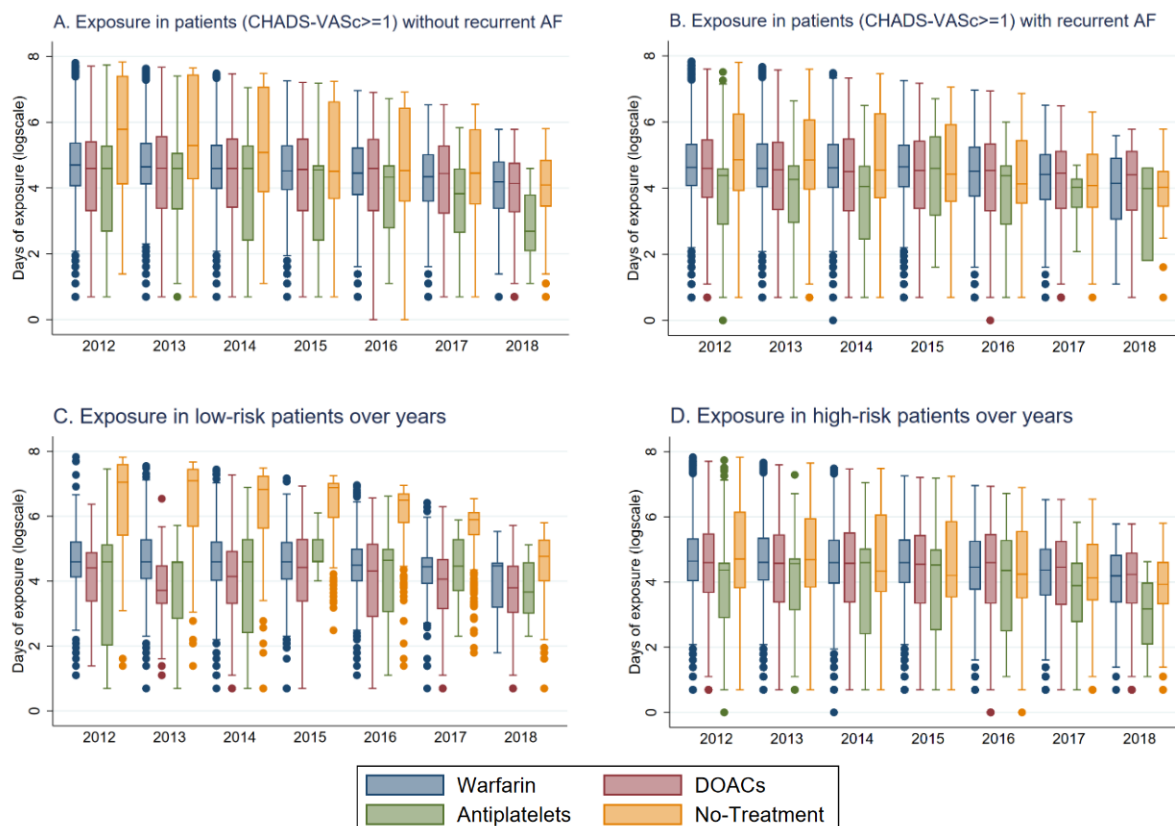 A. Exposure in patients (CHADS-VASc>=1) without recurrent AF
Days of exposure (logscale)
8
6
4
2
0
2012 2013 2014 2015 2016 2017 2018
B. Exposure in patients (CHADS-VASc>=1) with recurrent AF
Days of exposure (logscale)
8
6
4
2
0
2012 2013 2014 2015 2016 2017 2018
C. Exposure in low-risk patients over years
Days of exposure (logscale)
8
6
4
2
0
2012 2013 2014 2015 2016 2017 2018
D. Exposure in high-risk patients over years
Days of exposure (logscale)
8
6
4
2
0
2012 2013 2014 2015 2016 2017 2018
Warfarin DOACs
Antiplatelets No-Treatment